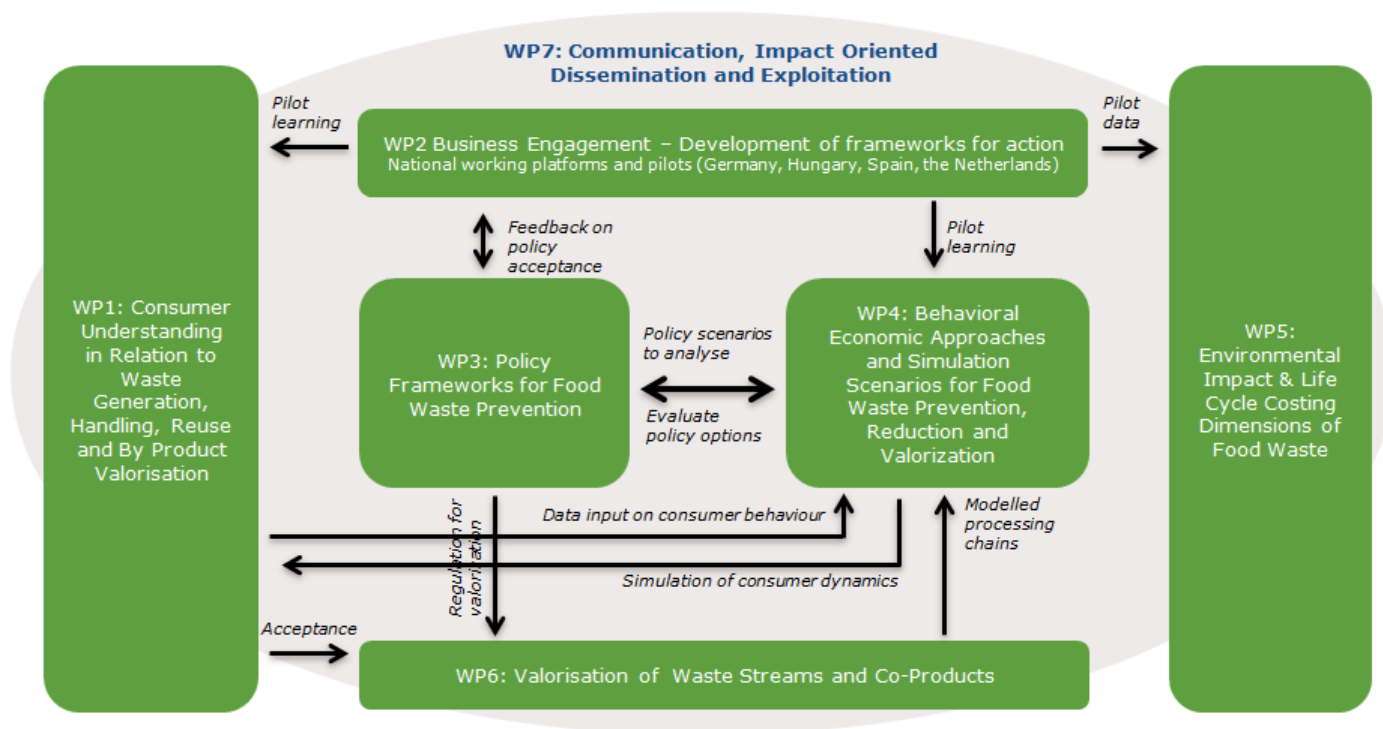 WP7: Communication, Impact Oriented
Dissemination and Exploitation
Pilot
learning
Pilot
data
WP2 Business Engagement – Development of frameworks for action
National working platforms and pilots (Germany, Hungary, Spain, the Netherlands)
Feedback on
policy
acceptance
Pilot
learning
WP1: Consumer
Understanding
in Relation to
Waste
Generation,
Handling, Reuse
and By Product
Valorisation
WP3: Policy
Frameworks for Food
Waste Prevention
Policy scenarios
to analyse
Evaluate
policy options
WP4: Behavioral
Economic Approaches
and Simulation
Scenarios for Food
Waste Prevention,
Reduction and
Valorization
WP5:
Environmental
Impact & Life
Cycle Costing
Dimensions of
Food Waste
Regulation for
valorization
Data input on consumer behaviour
Modelled
processing
chains
Simulation of consumer dynamics
Acceptance
WP6: Valorisation of Waste Streams and Co-Products